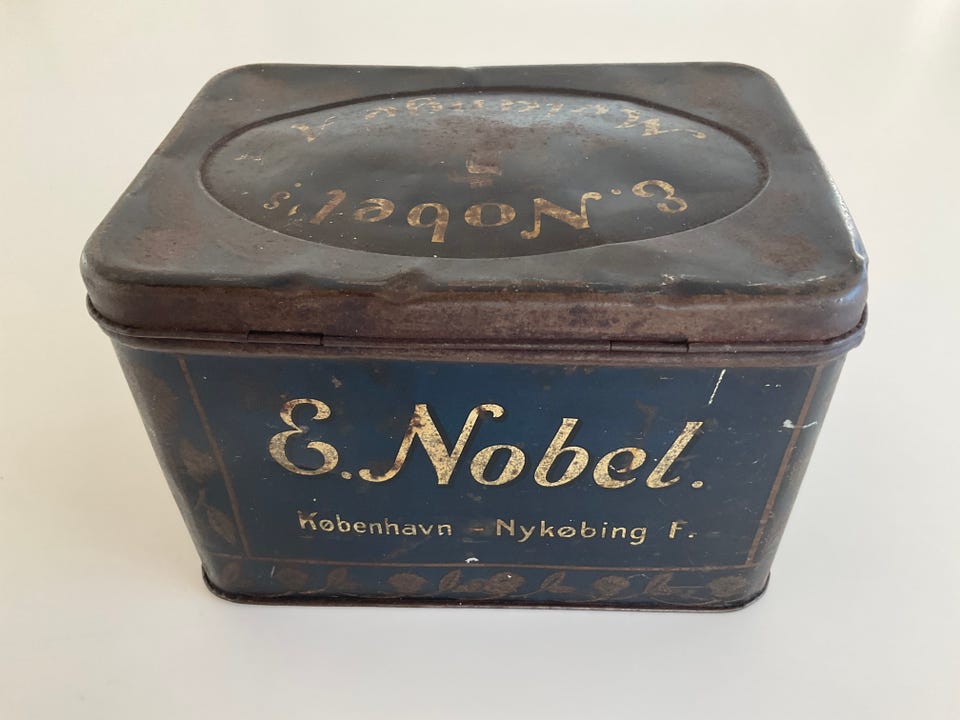 E. Nobel's
E. Nobel.
København - Nykøbing F.